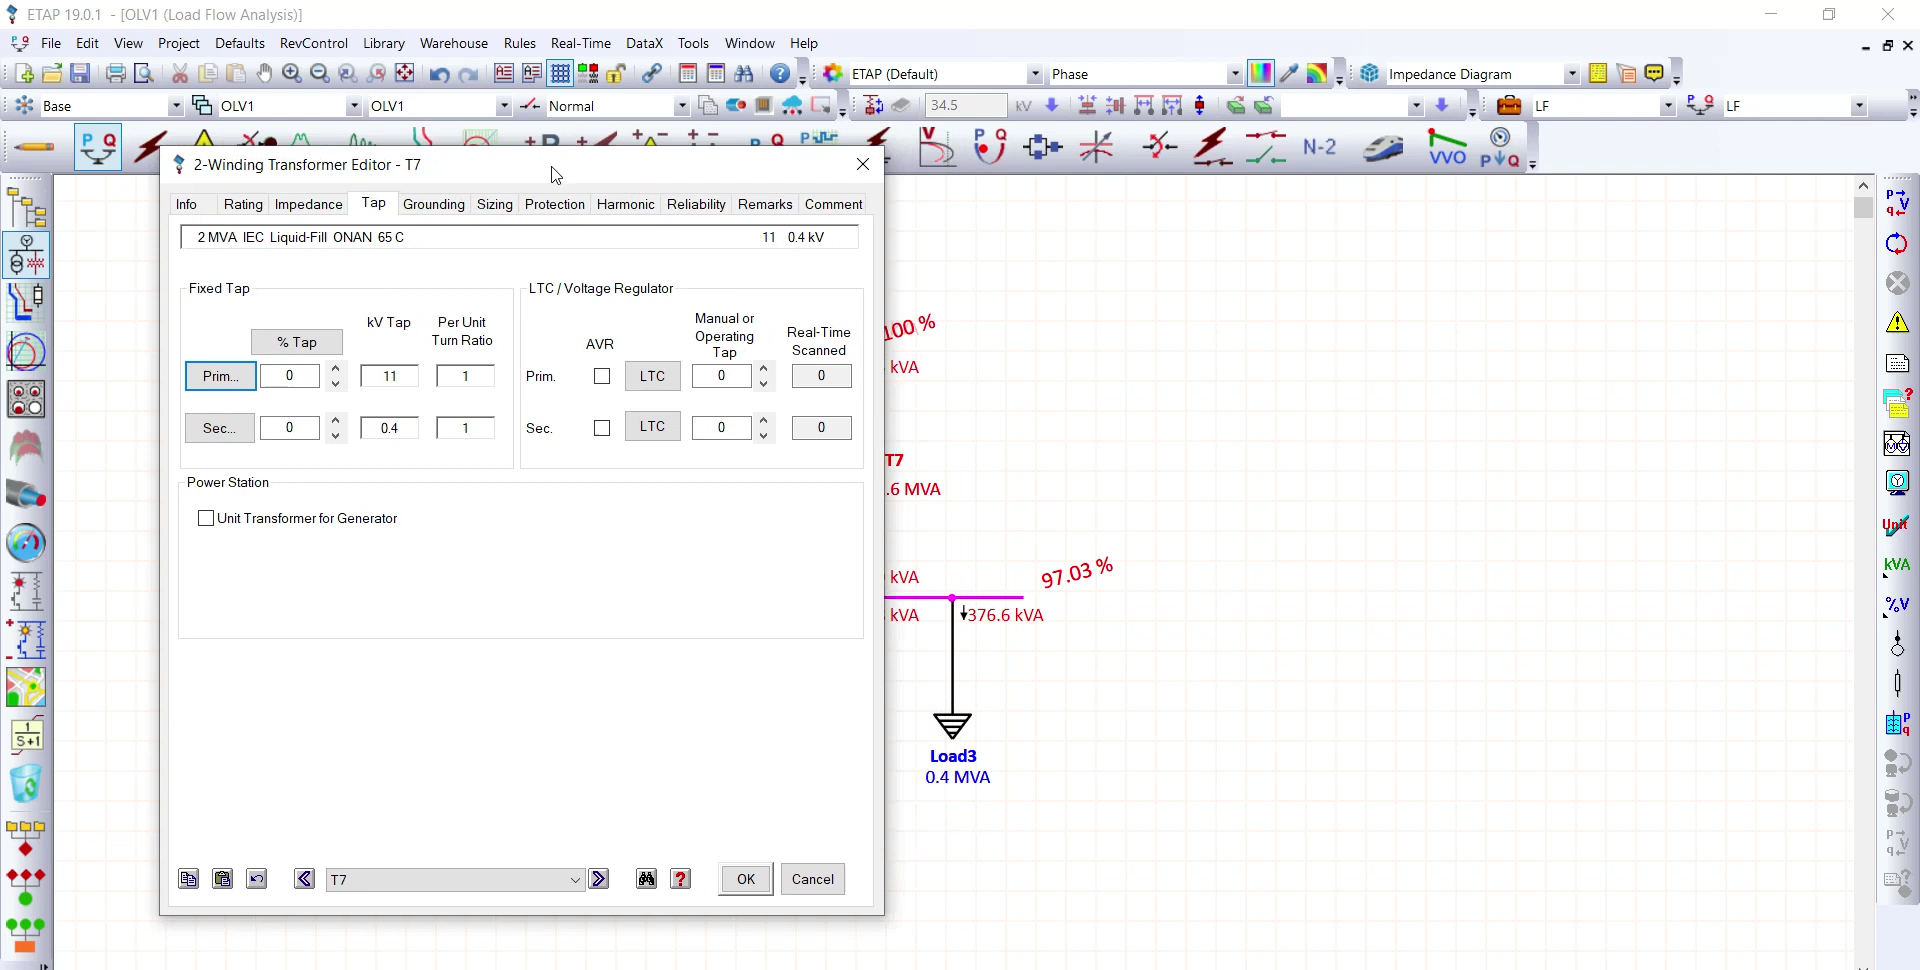 ETAP 19.0.1 - [OLV1 (Load Flow Analysis)]
File Edit View Project Defaults RevControl Library Warehouse Rules Real-Time DataX Tools Window Help
ETAP (Default) Phase Impedance Diagram
Base OLV1 OLV1 Normal 34.5 kV LF LF
N-2 VVO
2-Winding Transformer Editor - T7
Info Rating Impedance Tap Grounding Sizing Protection Harmonic Reliability Remarks Comment
2 MVA IEC Liquid-Fill ONAN 65 C 11 0.4 kV
Fixed Tap
LTC / Voltage Regulator
% Tap
kV Tap
Per Unit
Turn Ratio
AVR
Manual or
Operating
Tap
Real-Time
Scanned
Prim... 0 11 1
Prim. LTC 0 0
Sec... 0 0.4 1
Sec. LTC 0 0
Power Station
Unit Transformer for Generator
T7
OK
Cancel
100 %
kVA
T7
.6 MVA
kVA
97.03 %
kVA
376.6 kVA
Load3
0.4 MVA
Unit
kVA
%V